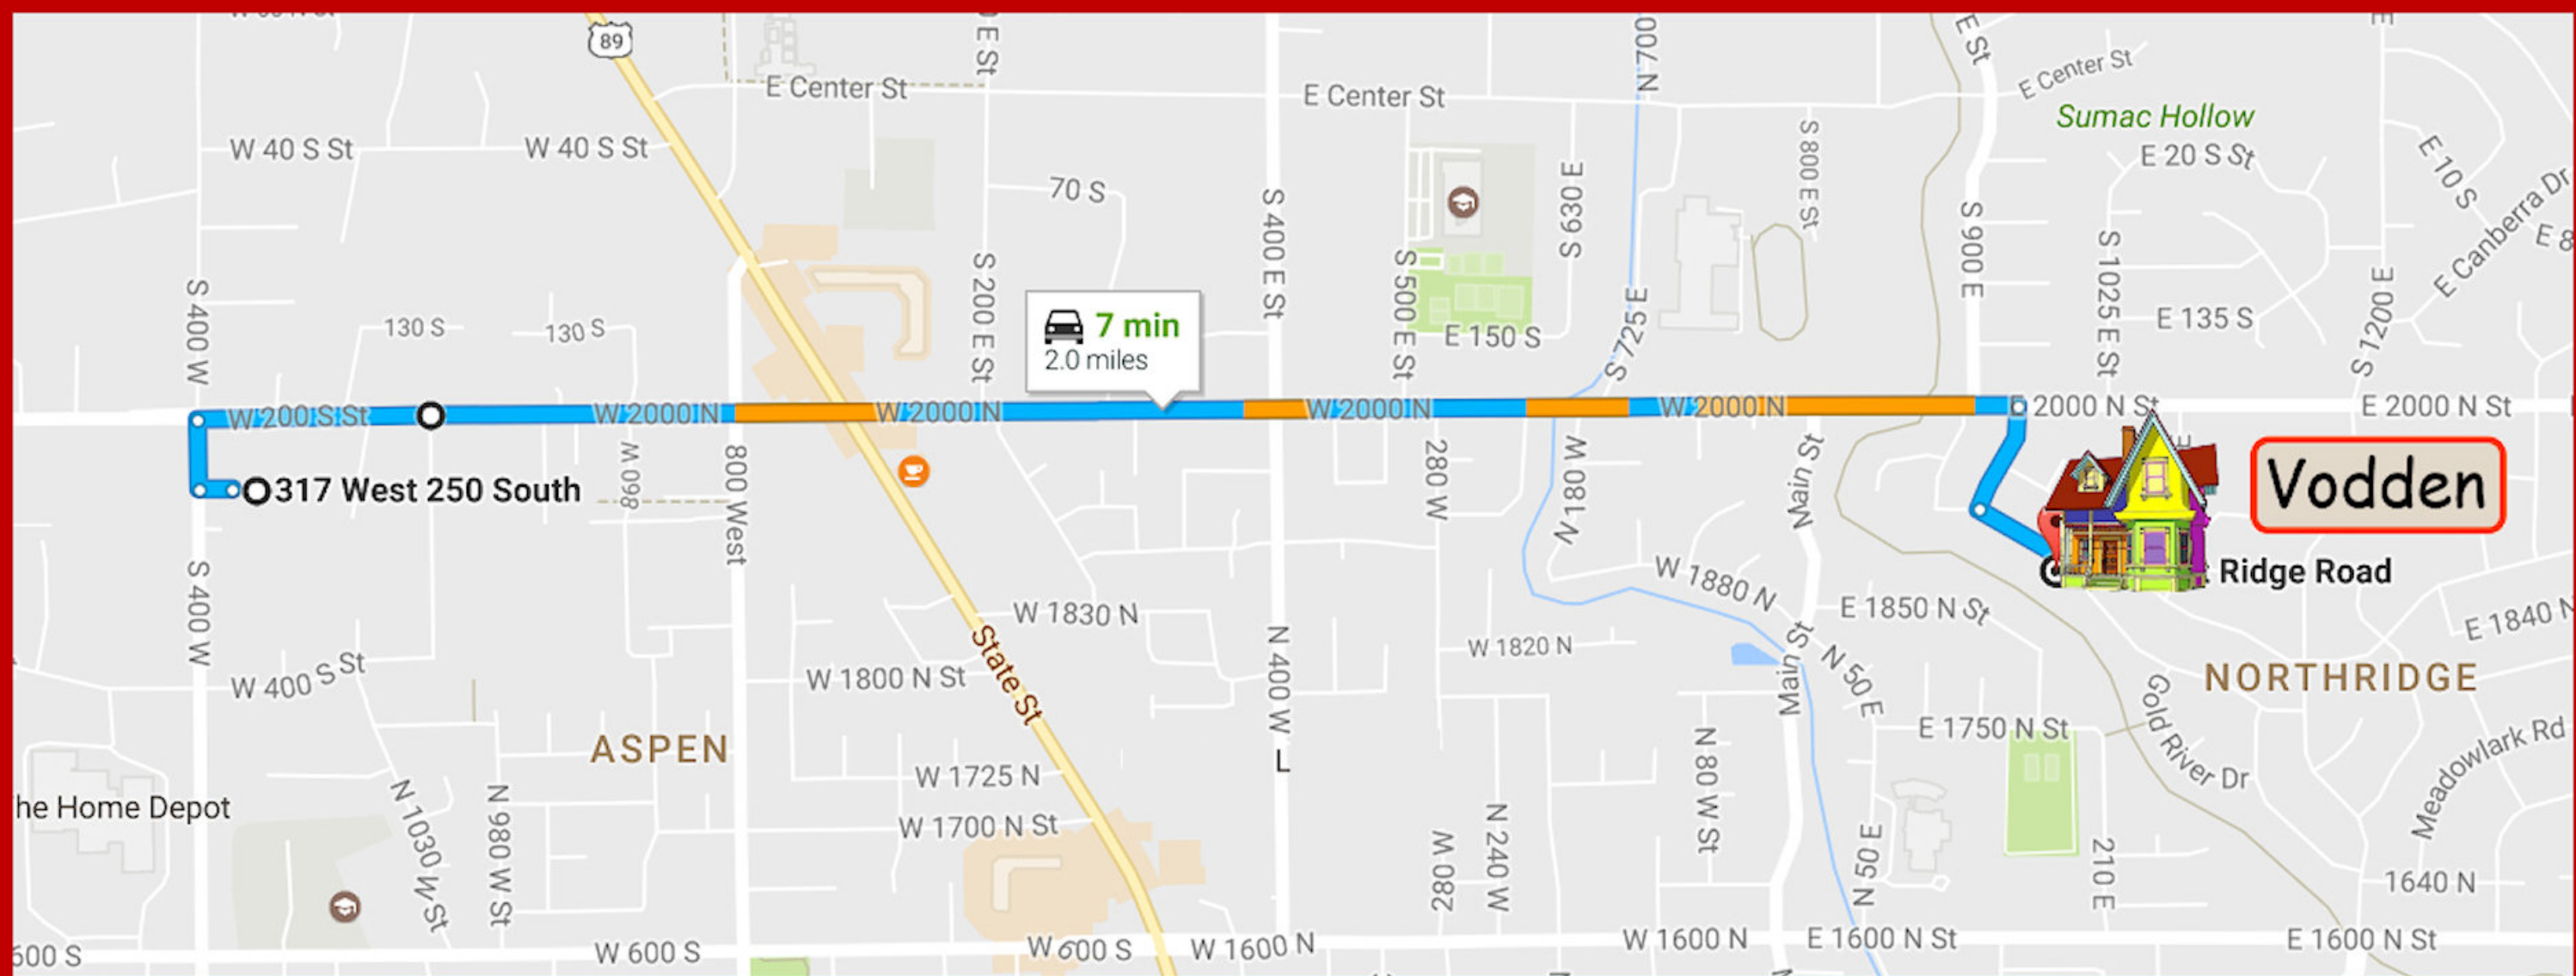 89
E St
E Center St
W 40 S St
W 40 S St
E Center St
N 700
E St
E Center St
Sumac Hollow
E 20 S St
E 10 S
E Canberra Dr
E 8
70 S
S 400 E St
S 630 E
S 800 E St
S 900 E
S 1025 E St
E 135 S
S 1200 E
S 400 W
130 S
130 S
S 200 E St
7 min
2.0 miles
S 500 E St
E 150 S
S 725 E
W 200 S St
W 2000 N
W 2000 N
W 2000 N
W 2000 N
E 2000 N St
E 2000 N St
317 West 250 South
W 098
800 West
280 W
N 180 W
Main St
Vodden
Ridge Road
S 400 W
W 1830 N
W 1880 N
E 1850 N St
E 1840 N
W 400 S St
State St
W 1800 N St
N 400 W
W 1820 N
Main St
N 50 E
NORTHRIDGE
ASPEN
W 1725 N
L
N 80 W St
E 1750 N St
Gold River Dr
Meadowlark Rd
he Home Depot
N 1030 W St
N 980 W St
W 1700 N St
280 W
N 240 W
N 50 E
210 E
1640 N
600 S
W 600 S
W 600 S
W 1600 N
W 1600 N
E 1600 N St
E 1600 N St